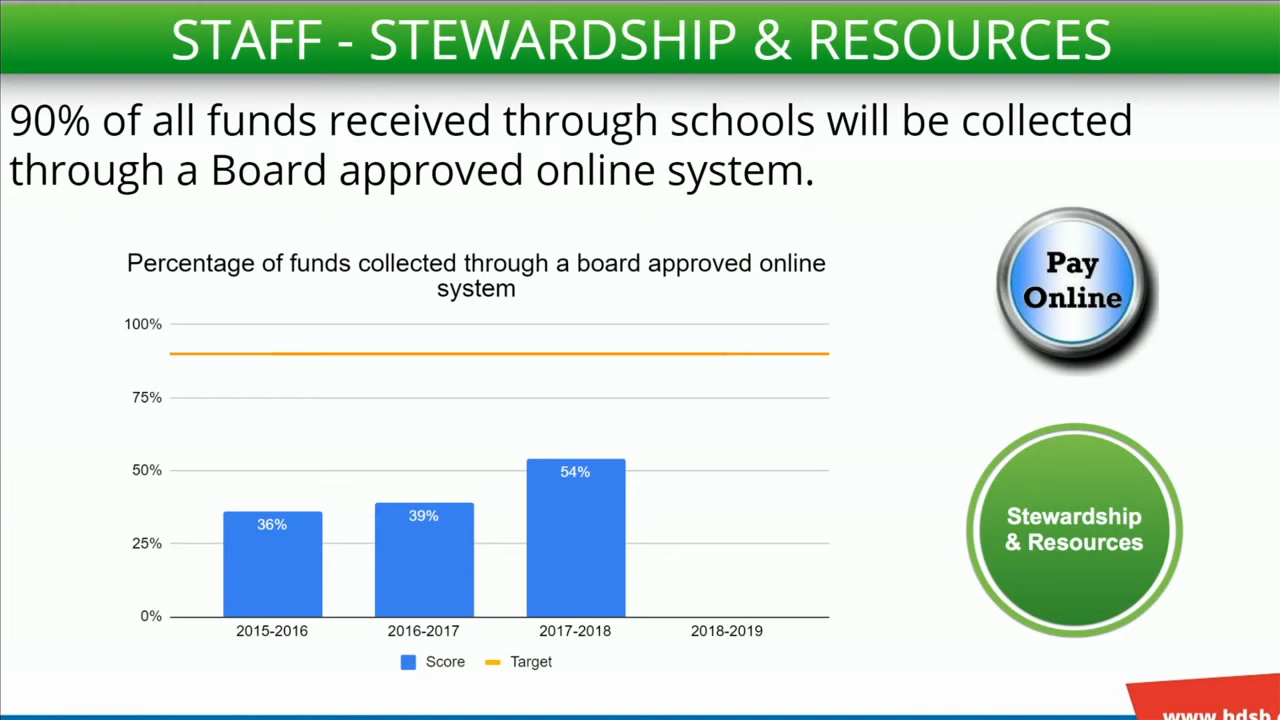 STAFF - STEWARDSHIP & RESOURCES
90% of all funds received through schools will be collected
through a Board approved online system.
Percentage of funds collected through a board approved online
system
100%
75%
50%
25%
0%
36%
39%
54%
2015-2016
2016-2017
2017-2018
2018-2019
Score
Target
Pay
Online
Stewardship
& Resources